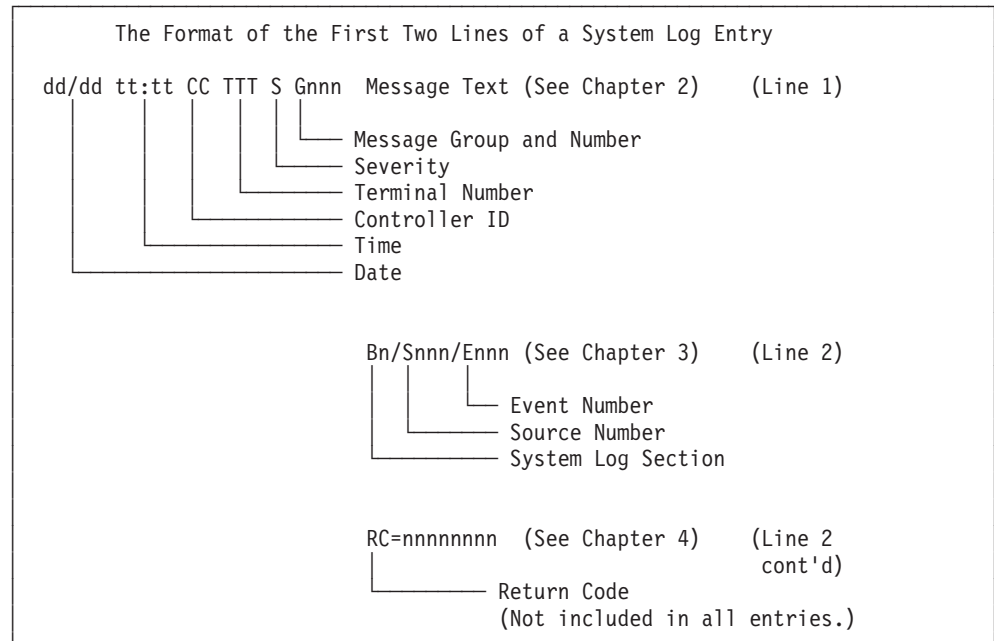 The Format of the First Two Lines of a System Log Entry
dd/dd tt:tt CC TTT S Gnnn Message Text (See Chapter 2) (Line 1)
Message Group and Number
Severity
Terminal Number
Controller ID
Time
Date
Bn/Snnn/Ennn (See Chapter 3) (Line 2)
Event Number
Source Number
System Log Section
RC=nnnnnnnn (See Chapter 4) (Line 2
cont'd)
Return Code
(Not included in all entries.)